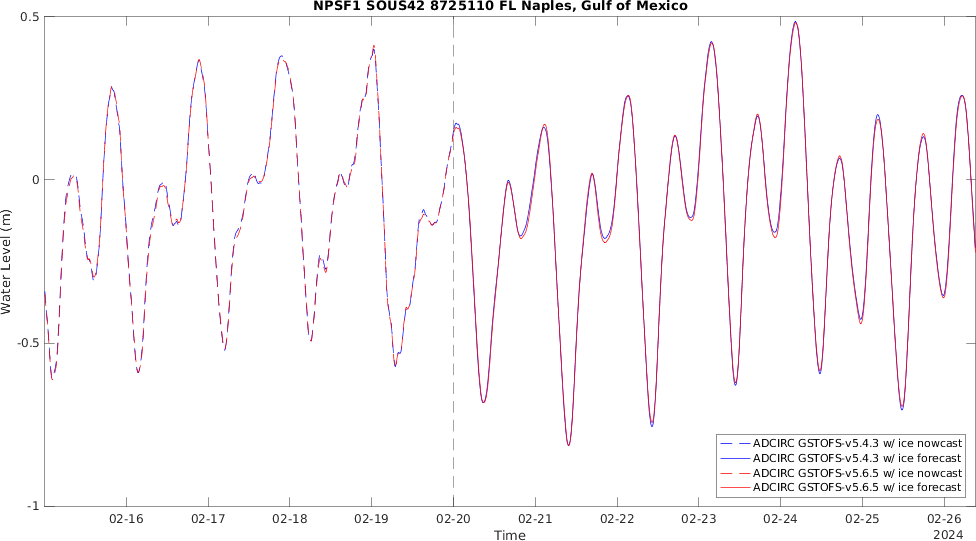 NPSF1 SOUS42 8725110 FL Naples, Gulf of Mexico
0.5
0
-0.5
-1
Water Level (m)
02-16 02-17 02-18 02-19 02-20 02-21 02-22 02-23 02-24 02-25 02-26
Time
2024
ADCIRC GSTOFS-v5.4.3 w/ ice nowcast
ADCIRC GSTOFS-v5.4.3 w/ ice forecast
ADCIRC GSTOFS-v5.6.5 w/ ice nowcast
ADCIRC GSTOFS-v5.6.5 w/ ice forecast